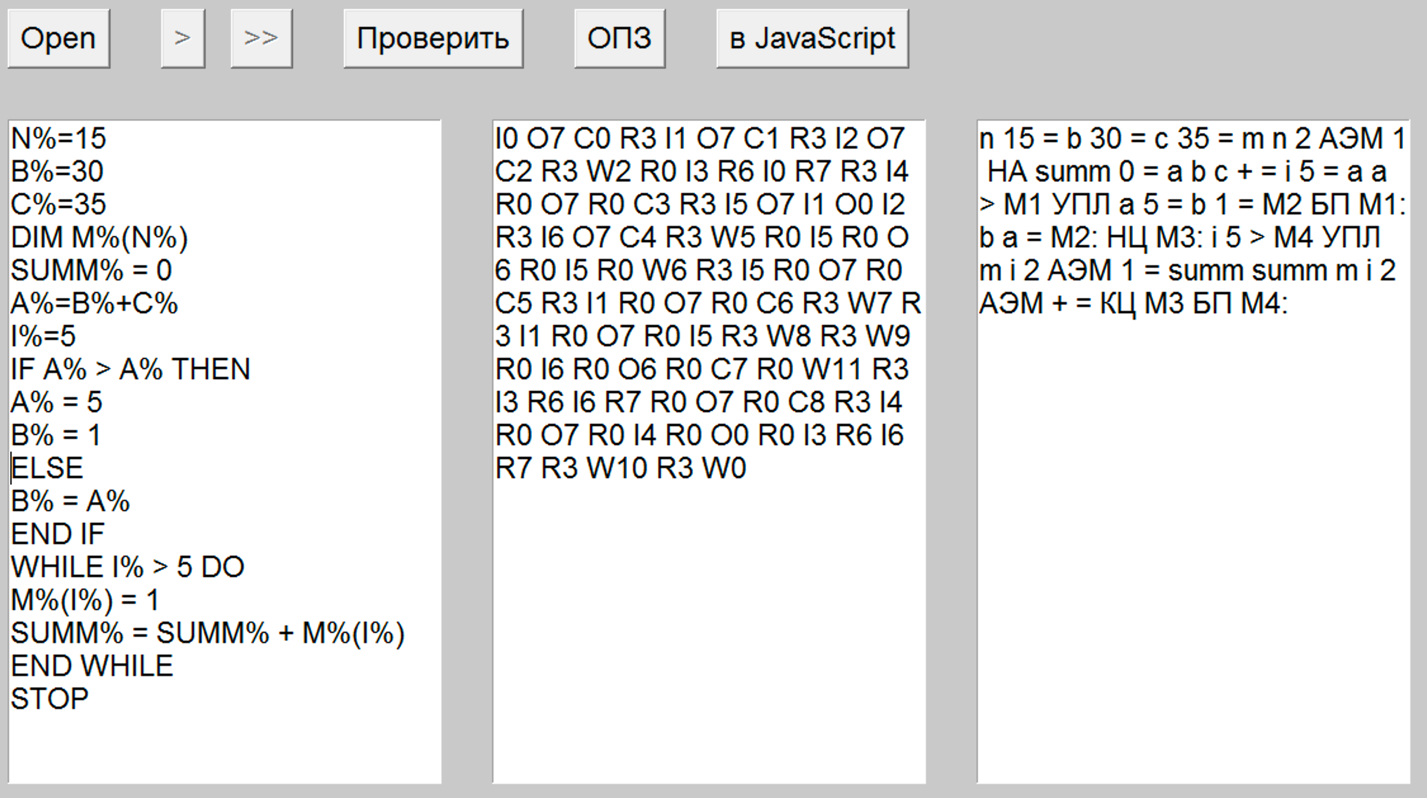 Open > >> Проверить ОПЗ в JavaScript
N%=15
B%=30
C%=35
DIM M%(N%)
SUMM% = 0
A%=B%+C%
I%=5
IF A% > A% THEN
A% = 5
B% = 1
ELSE
B% = A%
END IF
WHILE I% > 5 DO
M%(I%) = 1
SUMM% = SUMM% + M%(I%)
END WHILE
STOP
I0 O7 C0 R3 I1 O7 C1 R3 I2 O7
C2 R3 W2 R0 I3 R6 I0 R7 R3 I4
R0 O7 R0 C3 R3 I5 O7 I1 O0 I2
R3 I6 O7 C4 R3 W5 R0 I5 R0 O
6 R0 I5 R0 W6 R3 I5 R0 O7 R0
C5 R3 I1 R0 O7 R0 C6 R3 W7 R
3 I1 R0 O7 R0 I5 R3 W8 R3 W9
R0 I6 R0 O6 R0 C7 R0 W11 R3
I3 R6 I6 R7 R0 O7 R0 C8 R3 I4
R0 O7 R0 I4 R0 O0 R0 I3 R6 I6
R7 R3 W10 R3 W0
n 15 = b 30 = c 35 = m n 2 АЭМ 1
НА summ 0 = a b c + = i 5 = a a
> М1 УПЛ a 5 = b 1 = М2 БП М1:
b a = М2: НЦ М3: i 5 > М4 УПЛ
m i 2 АЭМ 1 = summ summ m i 2
АЭМ + = КЦ М3 БП М4: